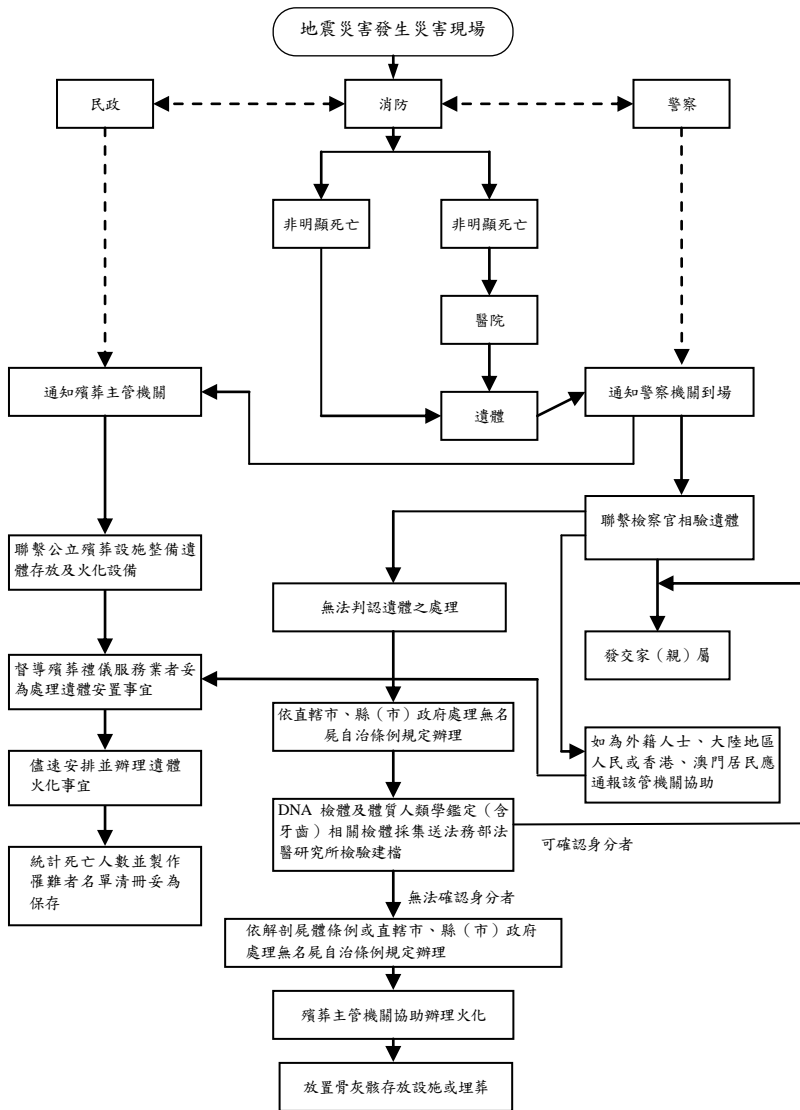 地震災害發生災害現場
民政
消防
警察
非明顯死亡
非明顯死亡
醫院
通知殯葬主管機關
遺體
通知警察機關到場
聯繫檢察官相驗遺體
聯繫公立殯葬設施整備遺
體存放及火化設備
無法判認遺體之處理
發交家（親）屬
督導殯葬禮儀服務業者妥
為處理遺體安置事宜
依直轄市、縣（市）政府處理無名
屍自治條例規定辦理
如為外籍人士、大陸地區
人民或香港、澳門居民應
通報該管機關協助
儘速安排並辦理遺體
火化事宜
DNA 檢體及體質人類學鑑定（含
牙齒）相關檢體採集送法務部法
醫研究所檢驗建檔
可確認身分者
統計死亡人數並製作
罹難者名單清冊妥為
保存
無法確認身分者
依解剖屍體條例或直轄市、縣（市）政府
處理無名屍自治條例規定辦理
殯葬主管機關協助辦理火化
放置骨灰骸存放設施或埋葬